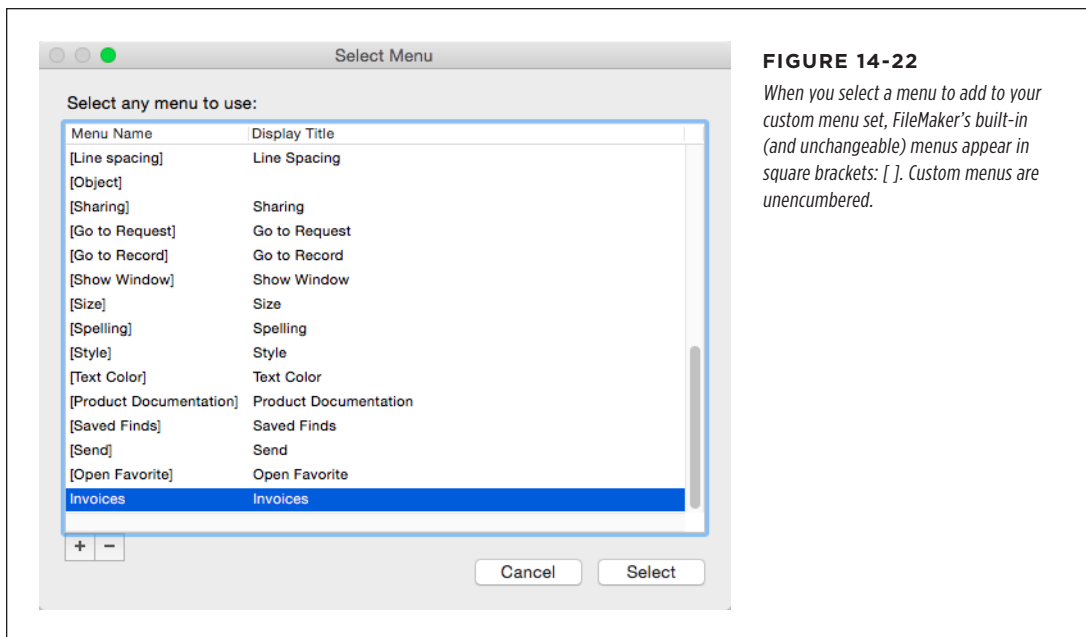 Select Menu
Select any menu to use:
Menu Name Display Title
[Line spacing] Line Spacing
[Object]
[Sharing] Sharing
[Go to Request] Go to Request
[Go to Record] Go to Record
[Show Window] Show Window
[Size] Size
[Spelling] Spelling
[Style] Style
[Text Color] Text Color
[Product Documentation] Product Documentation
[Saved Finds] Saved Finds
[Send] Send
[Open Favorite] Open Favorite
Invoices Invoices
+ −
Cancel Select
FIGURE 14-22
When you select a menu to add to your
custom menu set, FileMaker's built-in
(and unchangeable) menus appear in
square brackets: [ ]. Custom menus are
unencumbered.